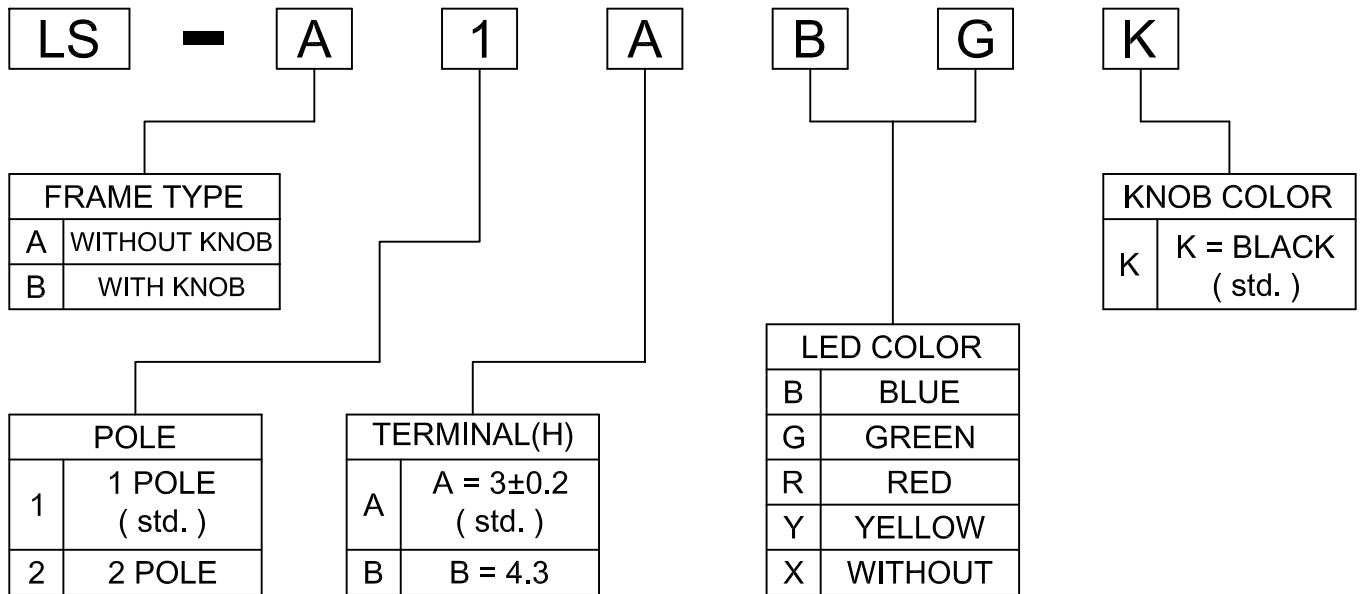 LS - A 1 A B G K
FRAME TYPE
A WITHOUT KNOB
B WITH KNOB
KNOB COLOR
K K = BLACK
( std. )
POLE
1 1 POLE
( std. )
2 2 POLE
TERMINAL(H)
A A = 3±0.2
( std. )
B B = 4.3
LED COLOR
B BLUE
G GREEN
R RED
Y YELLOW
X WITHOUT